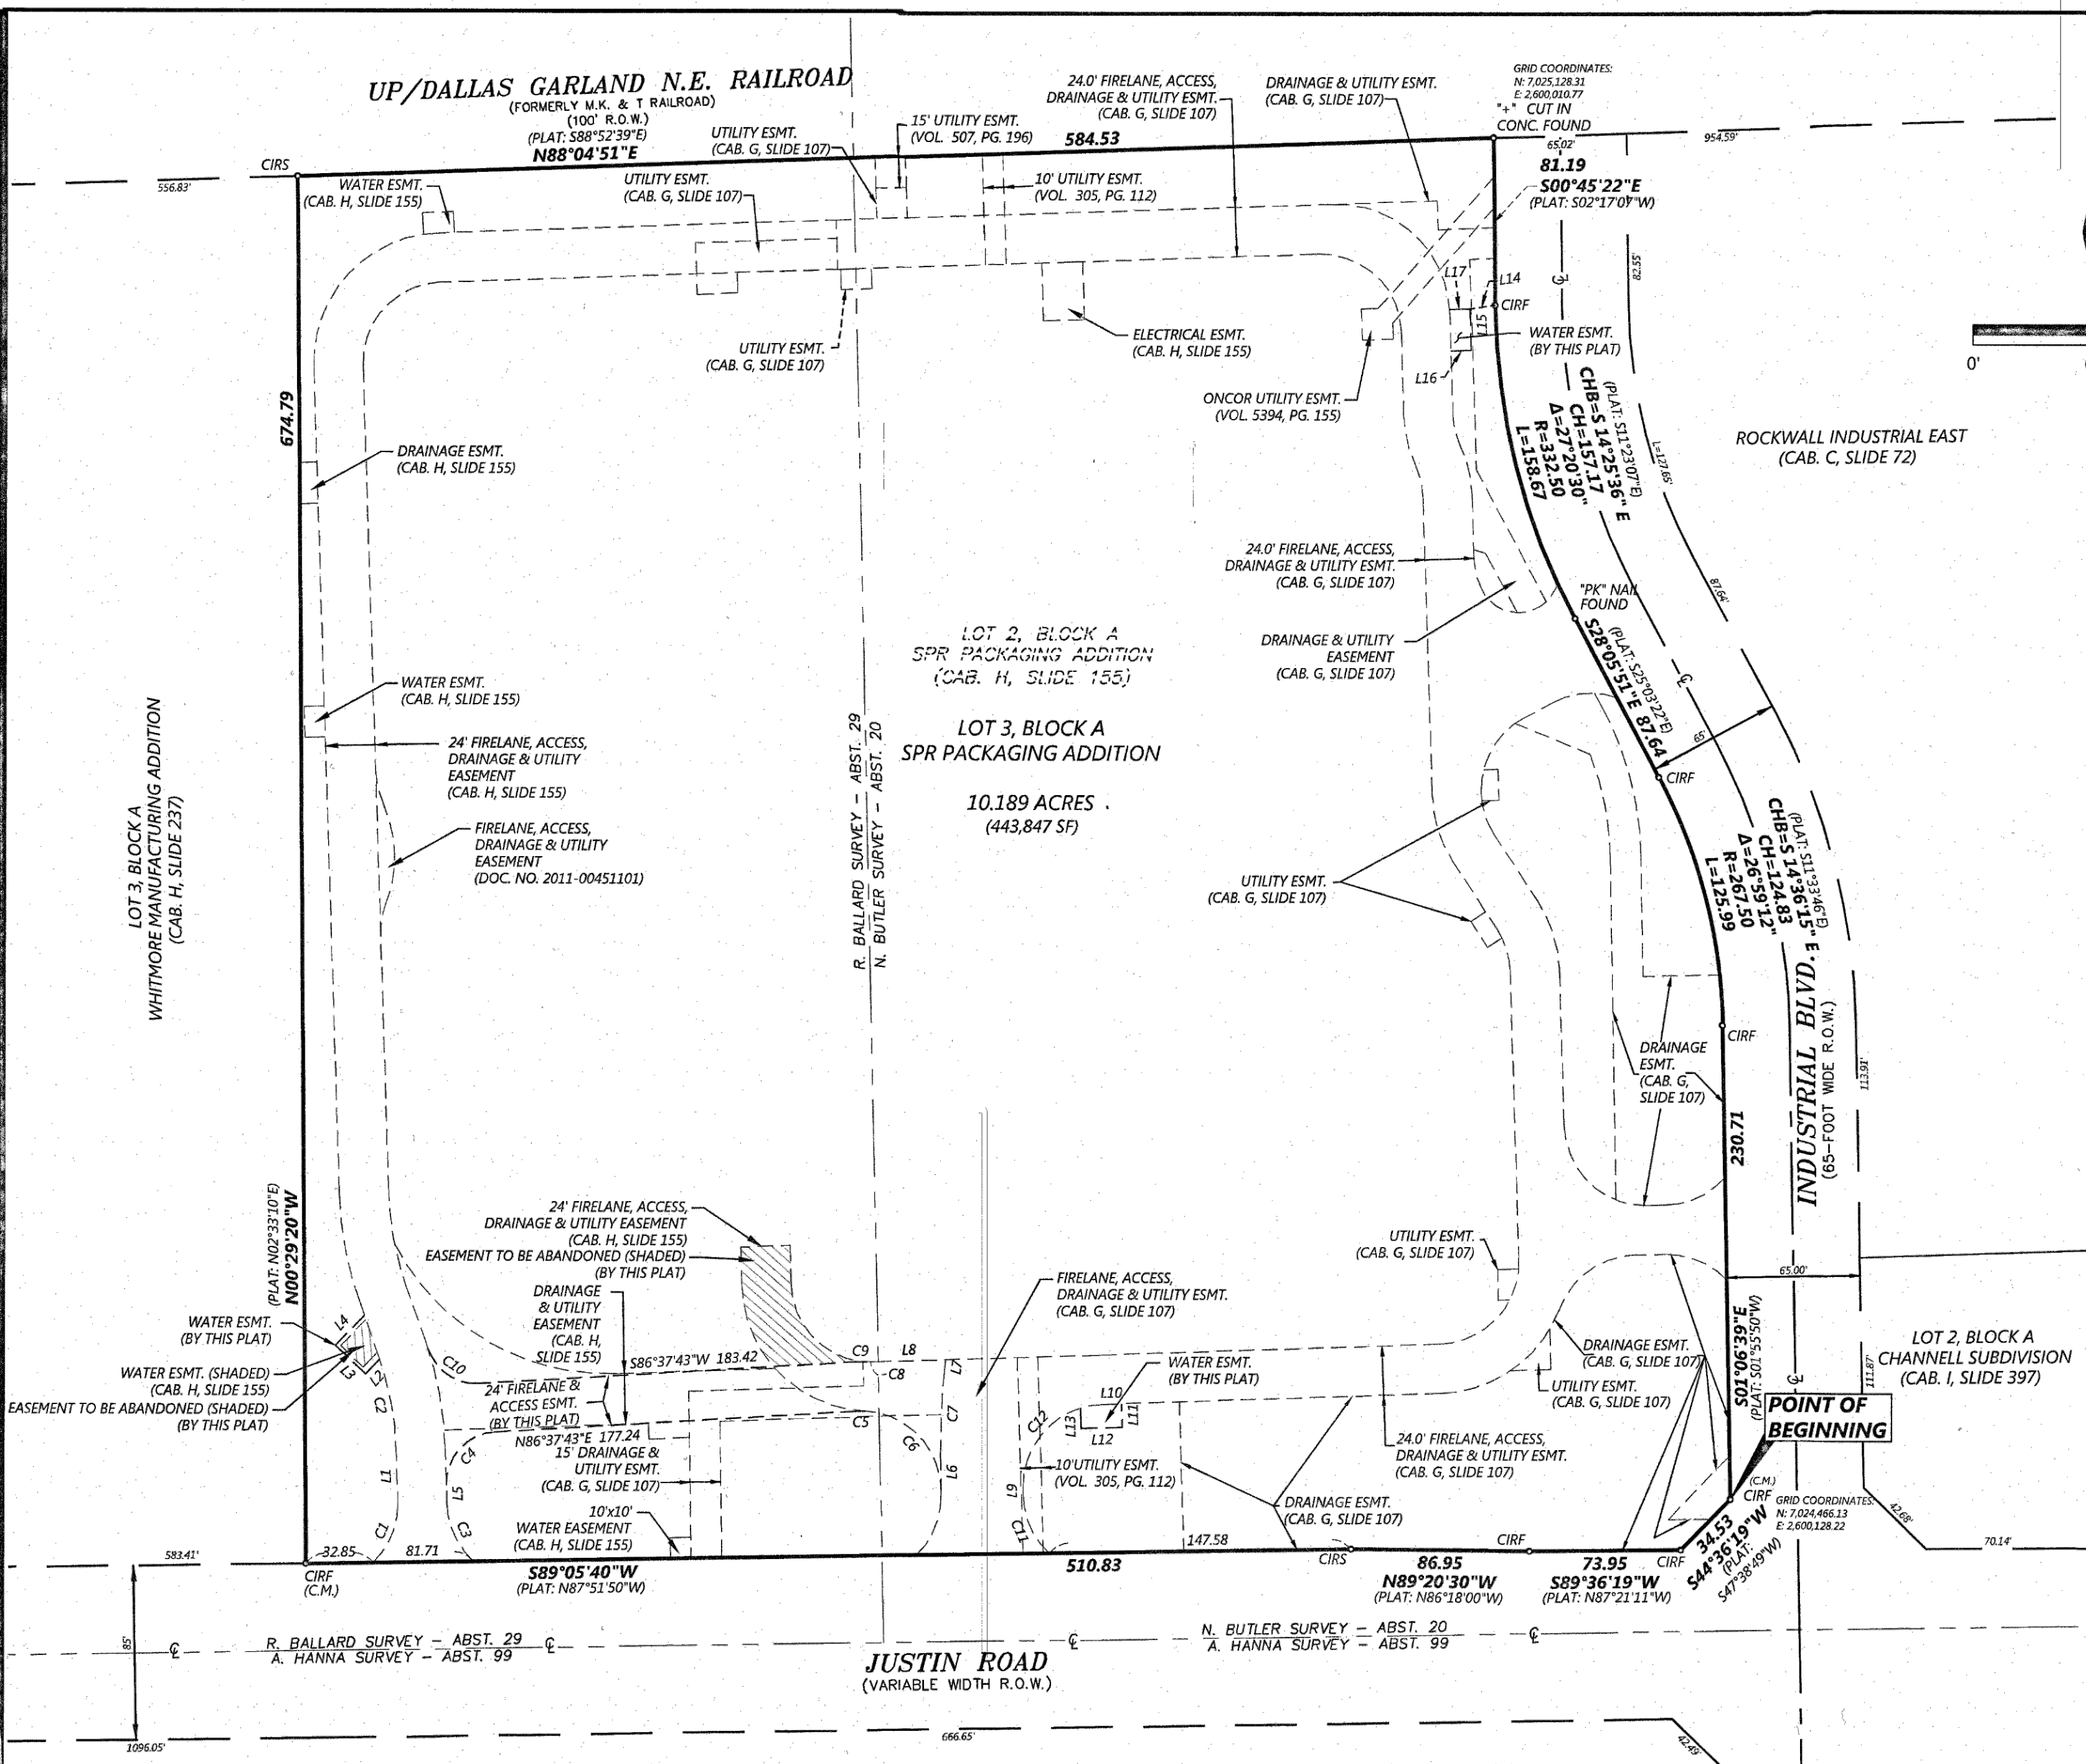 UP/DALLAS GARLAND N.E. RAILROAD
(FORMERLY M.K. & T RAILROAD)
(100' R.O.W.)
(PLAT: S88°52'39"E)
N88°04'51"E
584.53
CIRS
556.83'
UTILITY ESMT.
(CAB. G, SLIDE 107)
15' UTILITY ESMT.
(VOL. 507, PG. 196)
24.0' FIRELANE, ACCESS,
DRAINAGE & UTILITY ESMT.
(CAB. G, SLIDE 107)
DRAINAGE & UTILITY ESMT.
(CAB. G, SLIDE 107)
GRID COORDINATES:
N: 7,025,128.31
E: 2,600,010.77
"+" CUT IN
CONC. FOUND
65.02'
954.59'
81.19
S00°45'22"E
(PLAT: S02°17'07"W)
WATER ESMT.
(CAB. H, SLIDE 155)
UTILITY ESMT.
(CAB. G, SLIDE 107)
10' UTILITY ESMT.
(VOL. 305, PG. 112)
82.55'
L17
L14
CIRF
L15
WATER ESMT.
(BY THIS PLAT)
L16
UTILITY ESMT.
(CAB. G, SLIDE 107)
ELECTRICAL ESMT.
(CAB. H, SLIDE 155)
ONCOR UTILITY ESMT.
(VOL. 5394, PG. 155)
0'
(PLAT: S11°23'07"E)
CHB=S 14°25'36" E
CH=157.17
Δ=27°20'30"
R=332.50
L=158.67
L=127.65'
ROCKWALL INDUSTRIAL EAST
(CAB. C, SLIDE 72)
674.79
DRAINAGE ESMT.
(CAB. H, SLIDE 155)
24.0' FIRELANE, ACCESS,
DRAINAGE & UTILITY ESMT.
(CAB. G, SLIDE 107)
"PK" NAIL
FOUND
87.64'
DRAINAGE & UTILITY
EASEMENT
(CAB. G, SLIDE 107)
(PLAT: S25°03'22"E)
S28°05'51"E 87.64
65'
CIRF
LOT 2, BLOCK A
SPR PACKAGING ADDITION
(CAB. H, SLIDE 155)
LOT 3, BLOCK A
SPR PACKAGING ADDITION
10.189 ACRES
(443,847 SF)
WATER ESMT.
(CAB. H, SLIDE 155)
24' FIRELANE, ACCESS,
DRAINAGE & UTILITY
EASEMENT
(CAB. H, SLIDE 155)
FIRELANE, ACCESS,
DRAINAGE & UTILITY
EASEMENT
(DOC. NO. 2011-00451101)
LOT 3, BLOCK A
WHITMORE MANUFACTURING ADDITION
(CAB. H, SLIDE 237)
R. BALLARD SURVEY - ABST. 29
N. BUTLER SURVEY - ABST. 20
UTILITY ESMT.
(CAB. G, SLIDE 107)
(PLAT: S11°33'46"E)
CHB=S 14°36'15" E
CH=124.83
Δ=26°59'12"
R=267.50
L=125.99
CIRF
DRAINAGE
ESMT.
(CAB. G,
SLIDE 107)
113.91'
INDUSTRIAL BLVD.
(65-FOOT WIDE R.O.W.)
230.71
65.00'
S01°06'39"E
(PLAT: S01°55'50"W)
111.87'
LOT 2, BLOCK A
CHANNELL SUBDIVISION
(CAB. I, SLIDE 397)
(PLAT: N02°33'10"E)
N00°29'20"W
24' FIRELANE, ACCESS,
DRAINAGE & UTILITY EASEMENT
(CAB. H, SLIDE 155)
EASEMENT TO BE ABANDONED (SHADED)
(BY THIS PLAT)
DRAINAGE
& UTILITY
EASEMENT
(CAB. H,
SLIDE 155)
UTILITY ESMT.
(CAB. G, SLIDE 107)
FIRELANE, ACCESS,
DRAINAGE & UTILITY ESMT.
(CAB. G, SLIDE 107)
WATER ESMT.
(BY THIS PLAT)
WATER ESMT. (SHADED)
(CAB. H, SLIDE 155)
EASEMENT TO BE ABANDONED (SHADED)
(BY THIS PLAT)
L4
L3
L2
C2
C10
S86°37'43"W 183.42
C9
L8
C8
L7
24' FIRELANE &
ACCESS ESMT.
(BY THIS PLAT)
N86°37'43"E 177.24
C5
C7
C6
L6
WATER ESMT.
(BY THIS PLAT)
L10
L11
L12
L13
C12
L9
C11
DRAINAGE ESMT.
(CAB. G, SLIDE 107)
UTILITY ESMT.
(CAB. G, SLIDE 107)
POINT OF
BEGINNING
L1
C1
C4
L5
C3
15' DRAINAGE &
UTILITY ESMT.
(CAB. G, SLIDE 107)
10'x10'
WATER EASEMENT
(CAB. H, SLIDE 155)
10'UTILITY ESMT.
(VOL. 305, PG. 112)
24.0' FIRELANE, ACCESS,
DRAINAGE & UTILITY ESMT.
(CAB. G, SLIDE 107)
DRAINAGE ESMT.
(CAB. G, SLIDE 107)
(C.M.)
CIRF
GRID COORDINATES:
N: 7,024,466.13
E: 2,600,128.22
42.68'
70.14'
34.53
S44°36'19"W
(PLAT:
S47°38'49"W)
583.41'
CIRF
(C.M.)
32.85
81.71
S89°05'40"W
(PLAT: N87°51'50"W)
510.83
147.58
CIRS
86.95
N89°20'30"W
(PLAT: N86°18'00"W)
CIRF
73.95
S89°36'19"W
(PLAT: N87°21'11"W)
CIRF
85'
R. BALLARD SURVEY - ABST. 29
A. HANNA SURVEY - ABST. 99
N. BUTLER SURVEY - ABST. 20
A. HANNA SURVEY - ABST. 99
JUSTIN ROAD
(VARIABLE WIDTH R.O.W.)
1096.05'
666.65'
42.49'